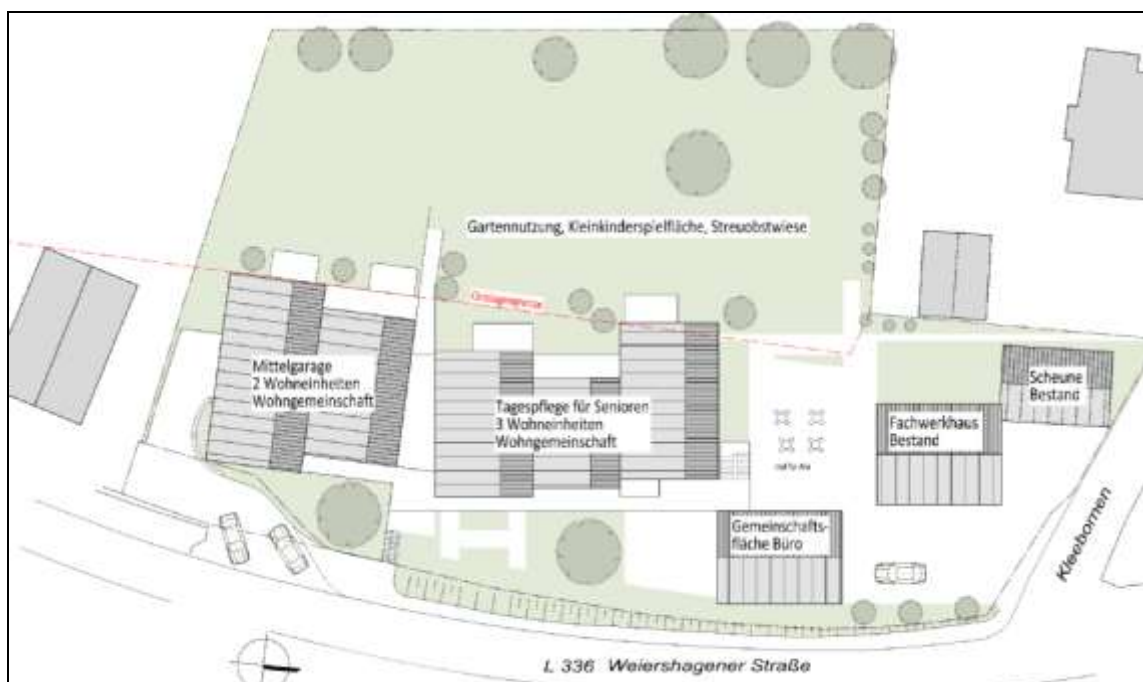 Gartennutzung, Kleinkinderspielfläche, Streuobstwiese
Mittelgarage
2 Wohneinheiten
Wohngemeinschaft
Tagespflege für Senioren
3 Wohneinheiten
Wohngemeinschaft
Scheune
Bestand
Fachwerkhaus
Bestand
Gemeinschafts-
fläche Büro
Kleebornen
L 336 Weiershagener Straße